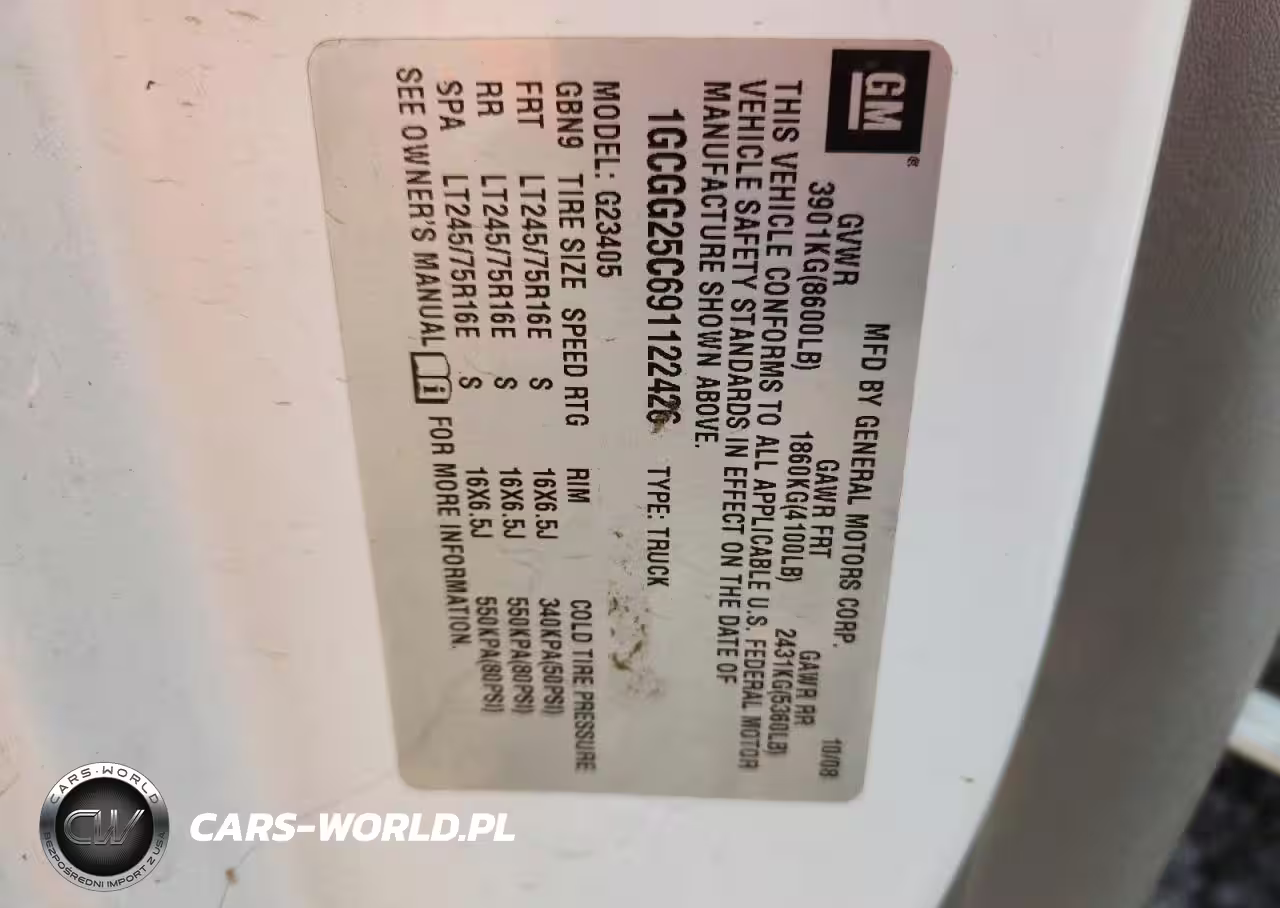 GM®
MFD BY GENERAL MOTORS CORP. 10/08
GVWR GAWR FRT GAWR RR
3901KG(8600LB) 1860KG(4100LB) 2431KG(5360LB)
THIS VEHICLE CONFORMS TO ALL APPLICABLE U.S. FEDERAL MOTOR
VEHICLE SAFETY STANDARDS IN EFFECT ON THE DATE OF
MANUFACTURE SHOWN ABOVE.
1GCGG25C691122426 TYPE: TRUCK
MODEL: G23405
GBN9 TIRE SIZE SPEED RTG RIM COLD TIRE PRESSURE
FRT LT245/75R16E S 16X6.5J 340KPA(50PSI)
RR LT245/75R16E S 16X6.5J 550KPA(80PSI)
SPA LT245/75R16E S 16X6.5J 550KPA(80PSI)
SEE OWNER'S MANUAL i FOR MORE INFORMATION.
CARS-WORLD
CW
BEZPOŚREDNI IMPORT Z USA
CARS-WORLD.PL